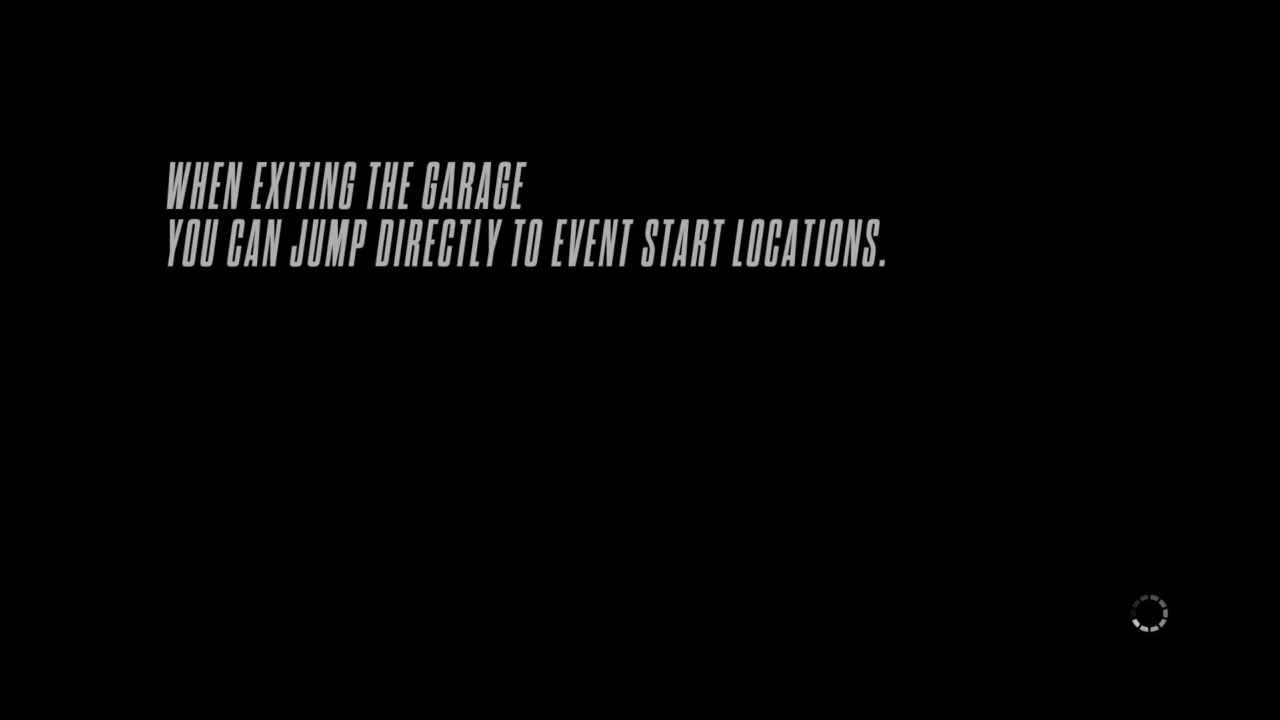 WHEN EXITING THE GARAGE
YOU CAN JUMP DIRECTLY TO EVENT START LOCATIONS.